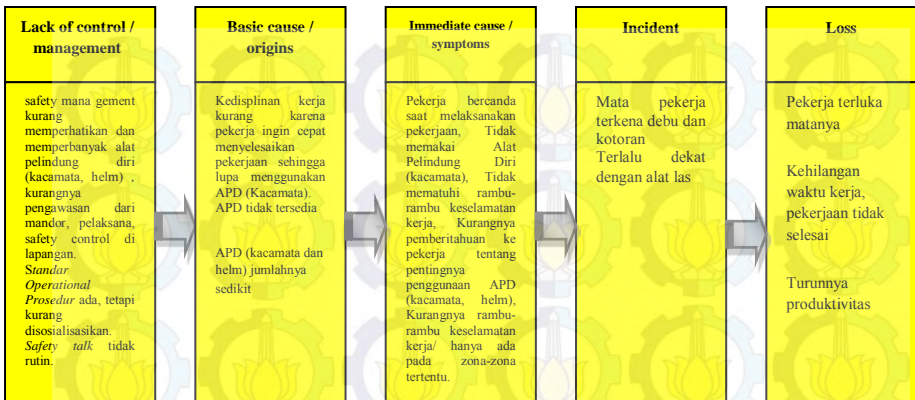 Lack of control /
management
safety mana gement
kurang
memperhatikan dan
memperbanyak alat
pelindung diri
(kacamata, helm) ,
kurangnya
pengawasan dari
mandor, pelaksana,
safety control di
lapangan.
Standar
Operational
Prosedur ada, tetapi
kurang
disosialisasikan.
Safety talk tidak
rutin.
Basic cause /
origins
Kedisplinan kerja
kurang karena
pekerja ingin cepat
menyelesaikan
pekerjaan sehingga
lupa menggunakan
APD (Kacamata).
APD tidak tersedia
APD (kacamata dan
helm) jumlahnya
sedikit
Immediate cause /
symptoms
Pekerja bercanda
saat melaksanakan
pekerjaan, Tidak
memakai Alat
Pelindung Diri
(kacamata), Tidak
mematuhi rambu-
rambu keselamatan
kerja, Kurangnya
pemberitahuan ke
pekerja tentang
pentingnya
penggunaan APD
(kacamata, helm),
Kurangnya rambu-
rambu keselamatan
kerja/ hanya ada
pada zona-zona
tertentu.
Incident
Mata pekerja
terkena debu dan
kotoran
Terlalu dekat
dengan alat las
Loss
Pekerja terluka
matanya
Kehilangan
waktu kerja,
pekerjaan tidak
selesai
Turunnya
produktivitas